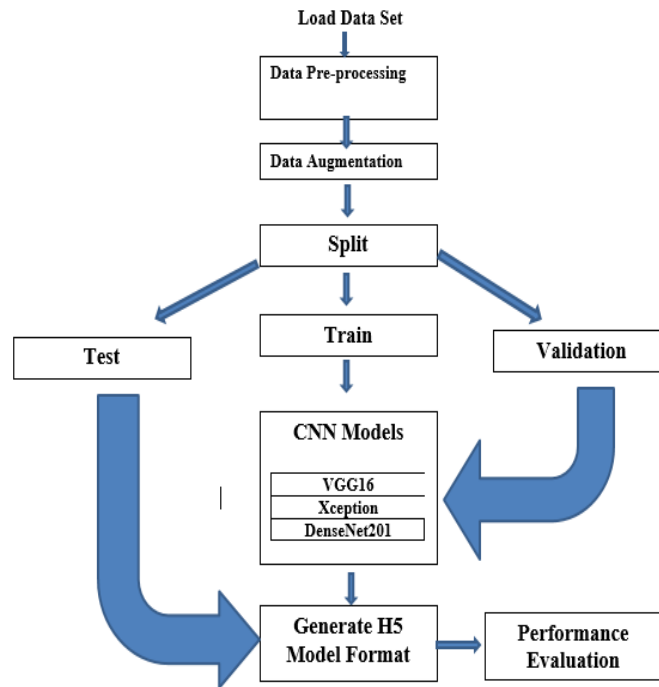 Load Data Set
Data Pre-processing
Data Augmentation
Split
Train
Test
Validation
CNN Models
VGG16
Xception
DenseNet201
Generate H5
Model Format
Performance
Evaluation